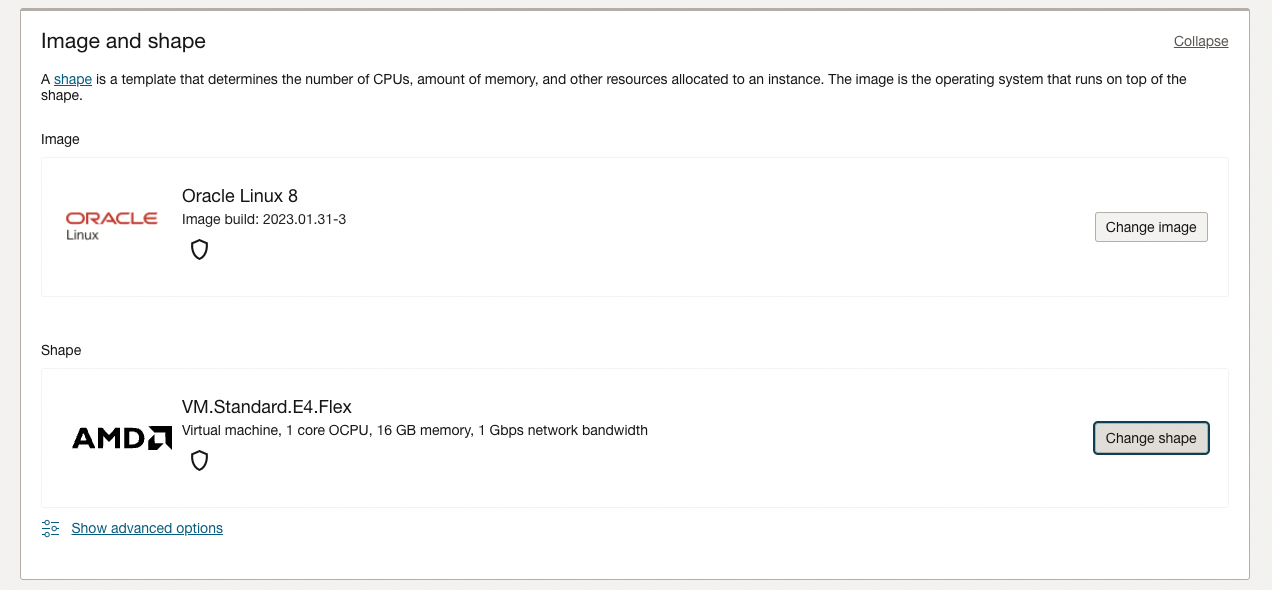 Image and shape
Collapse
A shape is a template that determines the number of CPUs, amount of memory, and other resources allocated to an instance. The image is the operating system that runs on top of the
shape.
Image
Oracle Linux 8
ORACLE
Linux
Image build: 2023.01.31-3
Change image
Shape
VM.Standard.E4.Flex
AMD
Virtual machine, 1 core OCPU, 16 GB memory, 1 Gbps network bandwidth
Change shape
Show advanced options